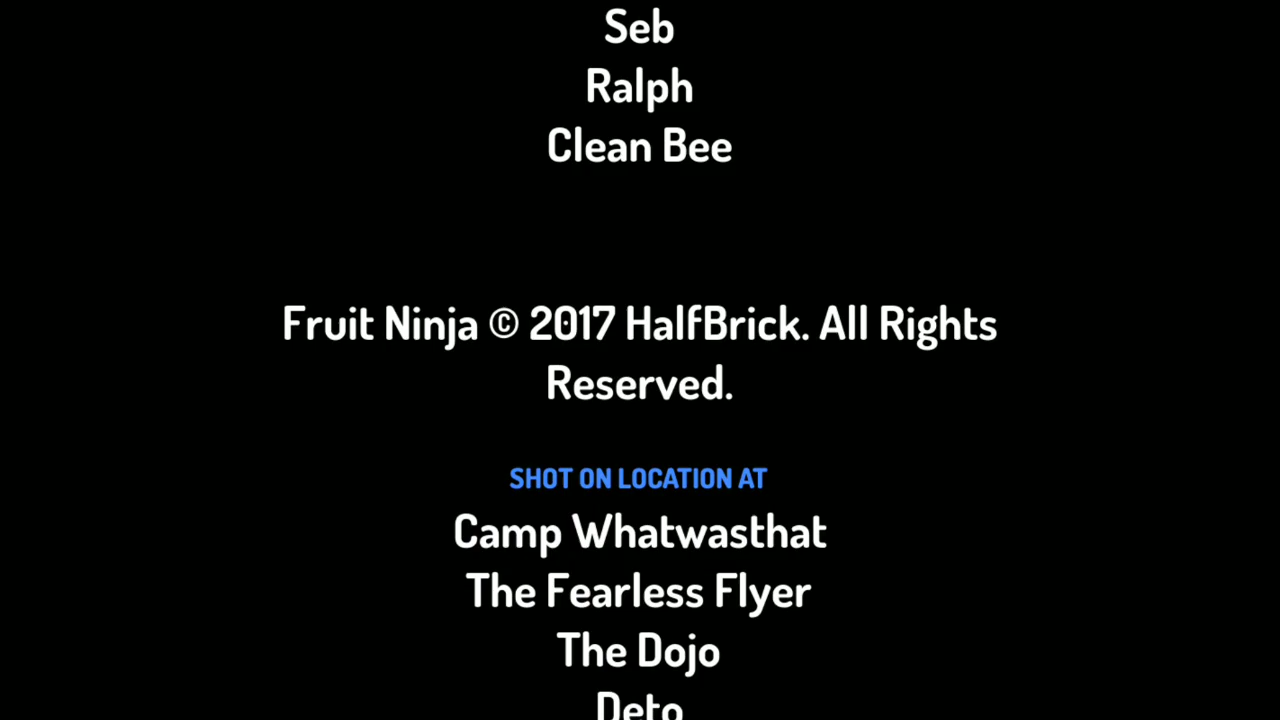 Seb
Ralph
Clean Bee
Fruit Ninja © 2017 HalfBrick. All Rights
Reserved.
SHOT ON LOCATION AT
Camp Whatwasthat
The Fearless Flyer
The Dojo
Deto